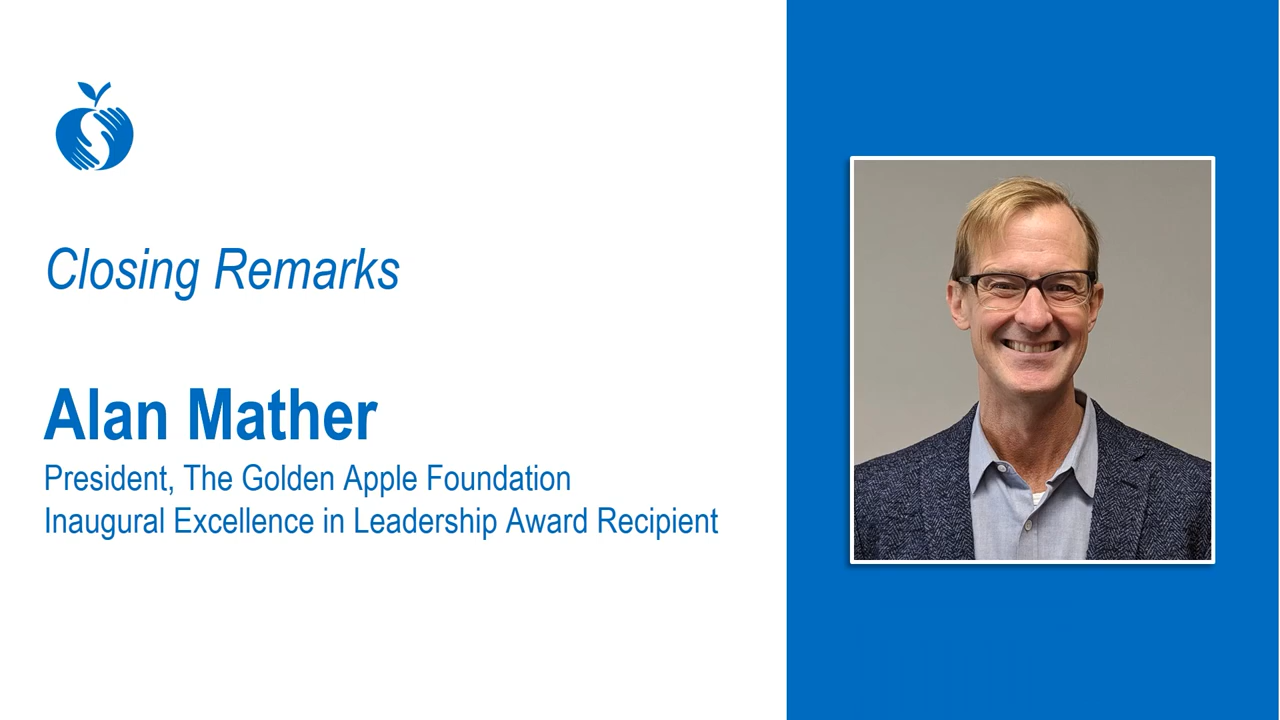 Closing Remarks
Alan Mather
President, The Golden Apple Foundation
Inaugural Excellence in Leadership Award Recipient